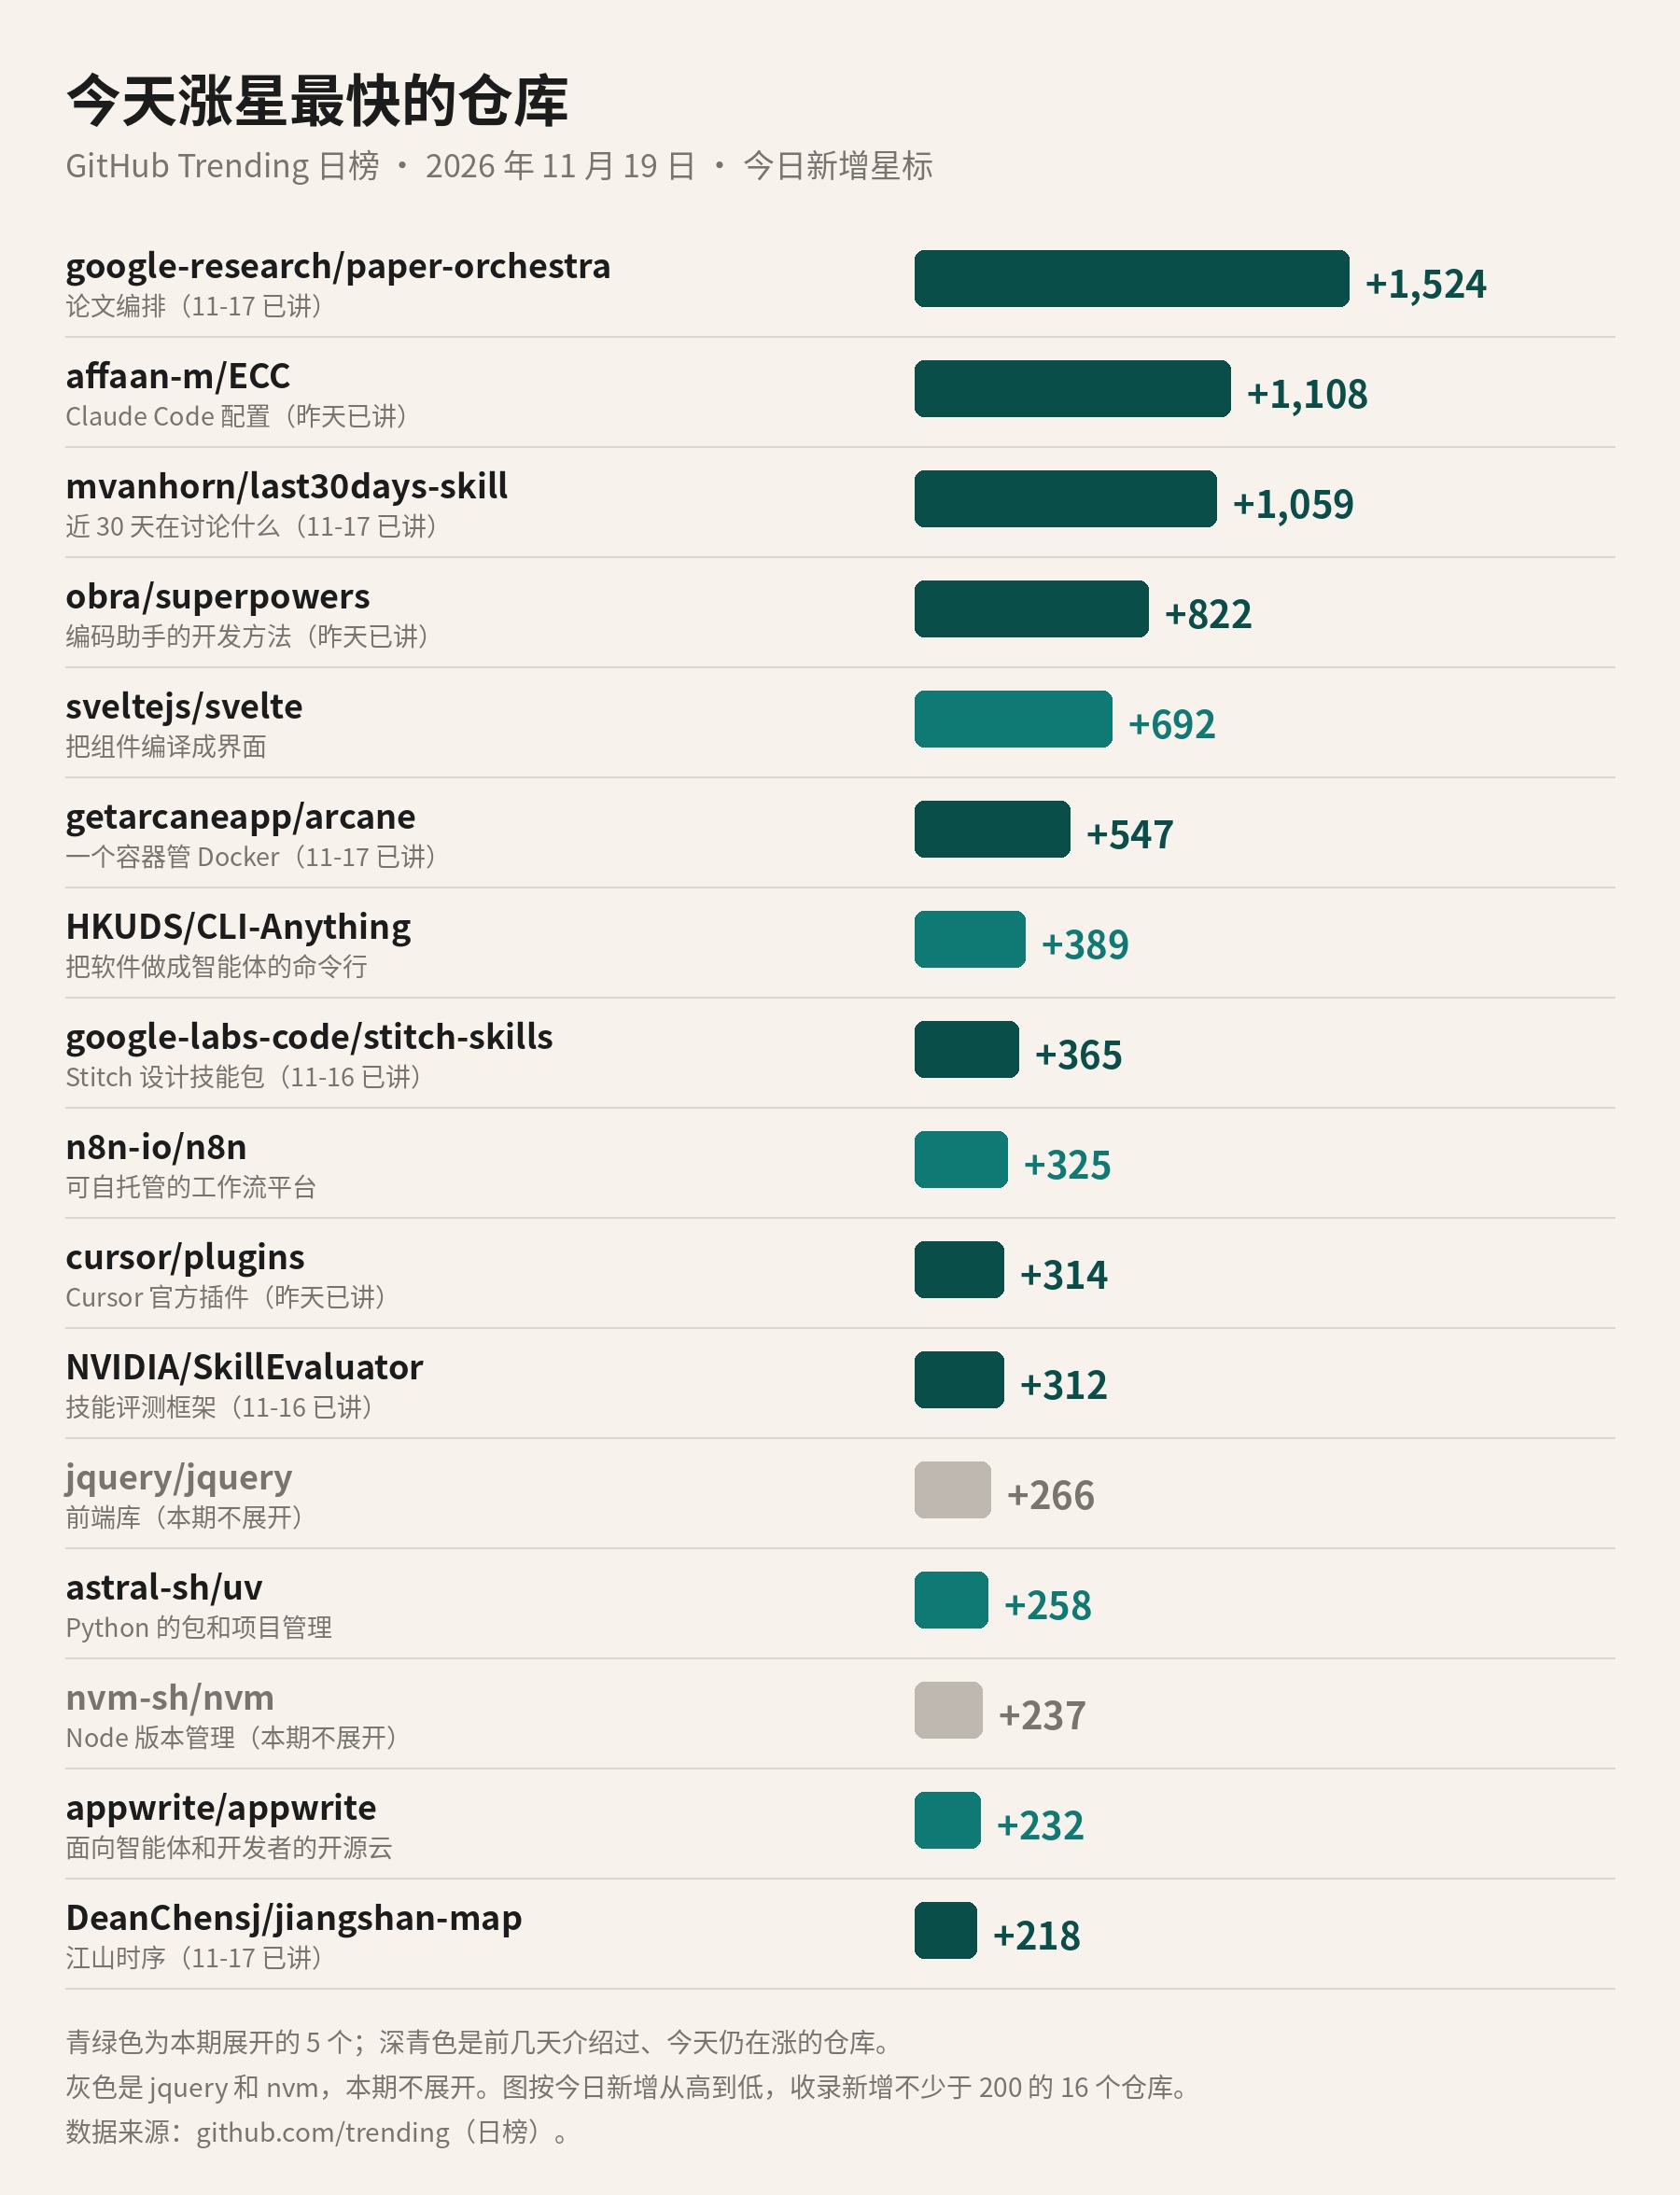 今天涨星最快的仓库
GitHub Trending 日榜 · 2026 年 11 月 19 日 · 今日新增星标
google-research/paper-orchestra
论文编排（11-17 已讲）
+1,524
affaan-m/ECC
Claude Code 配置（昨天已讲）
+1,108
mvanhorn/last30days-skill
近 30 天在讨论什么（11-17 已讲）
+1,059
obra/superpowers
编码助手的开发方法（昨天已讲）
+822
sveltejs/svelte
把组件编译成界面
+692
getarcaneapp/arcane
一个容器管 Docker（11-17 已讲）
+547
HKUDS/CLI-Anything
把软件做成智能体的命令行
+389
google-labs-code/stitch-skills
Stitch 设计技能包（11-16 已讲）
+365
n8n-io/n8n
可自托管的工作流平台
+325
cursor/plugins
Cursor 官方插件（昨天已讲）
+314
NVIDIA/SkillEvaluator
技能评测框架（11-16 已讲）
+312
jquery/jquery
前端库（本期不展开）
+266
astral-sh/uv
Python 的包和项目管理
+258
nvm-sh/nvm
Node 版本管理（本期不展开）
+237
appwrite/appwrite
面向智能体和开发者的开源云
+232
DeanChensj/jiangshan-map
江山时序（11-17 已讲）
+218
青绿色为本期展开的 5 个；深青色是前几天介绍过、今天仍在涨的仓库。
灰色是 jquery 和 nvm，本期不展开。图按今日新增从高到低，收录新增不少于 200 的 16 个仓库。
数据来源：github.com/trending（日榜）。